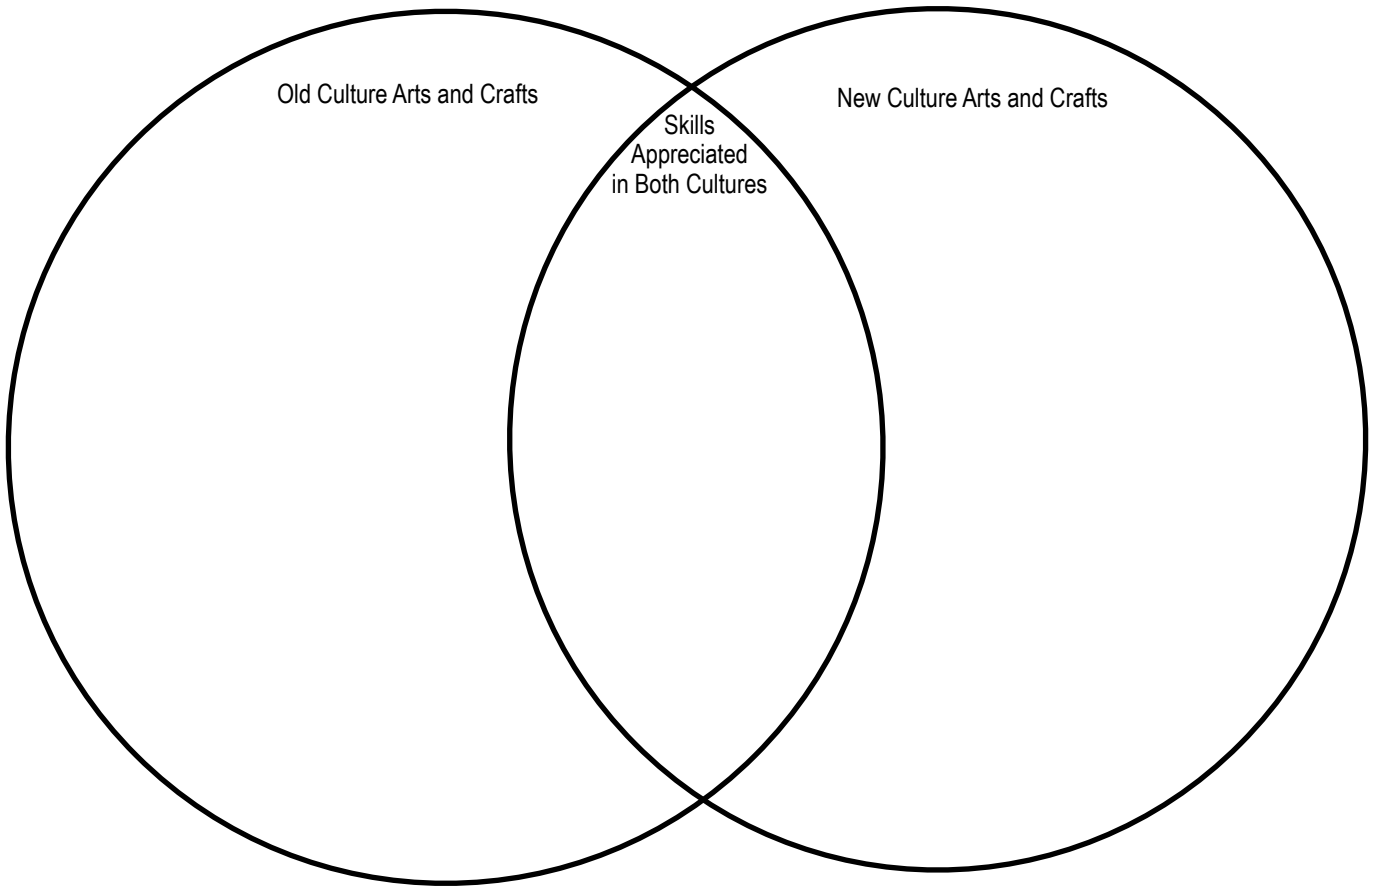 Old Culture Arts and Crafts
New Culture Arts and Crafts
Skills
Appreciated
in Both Cultures